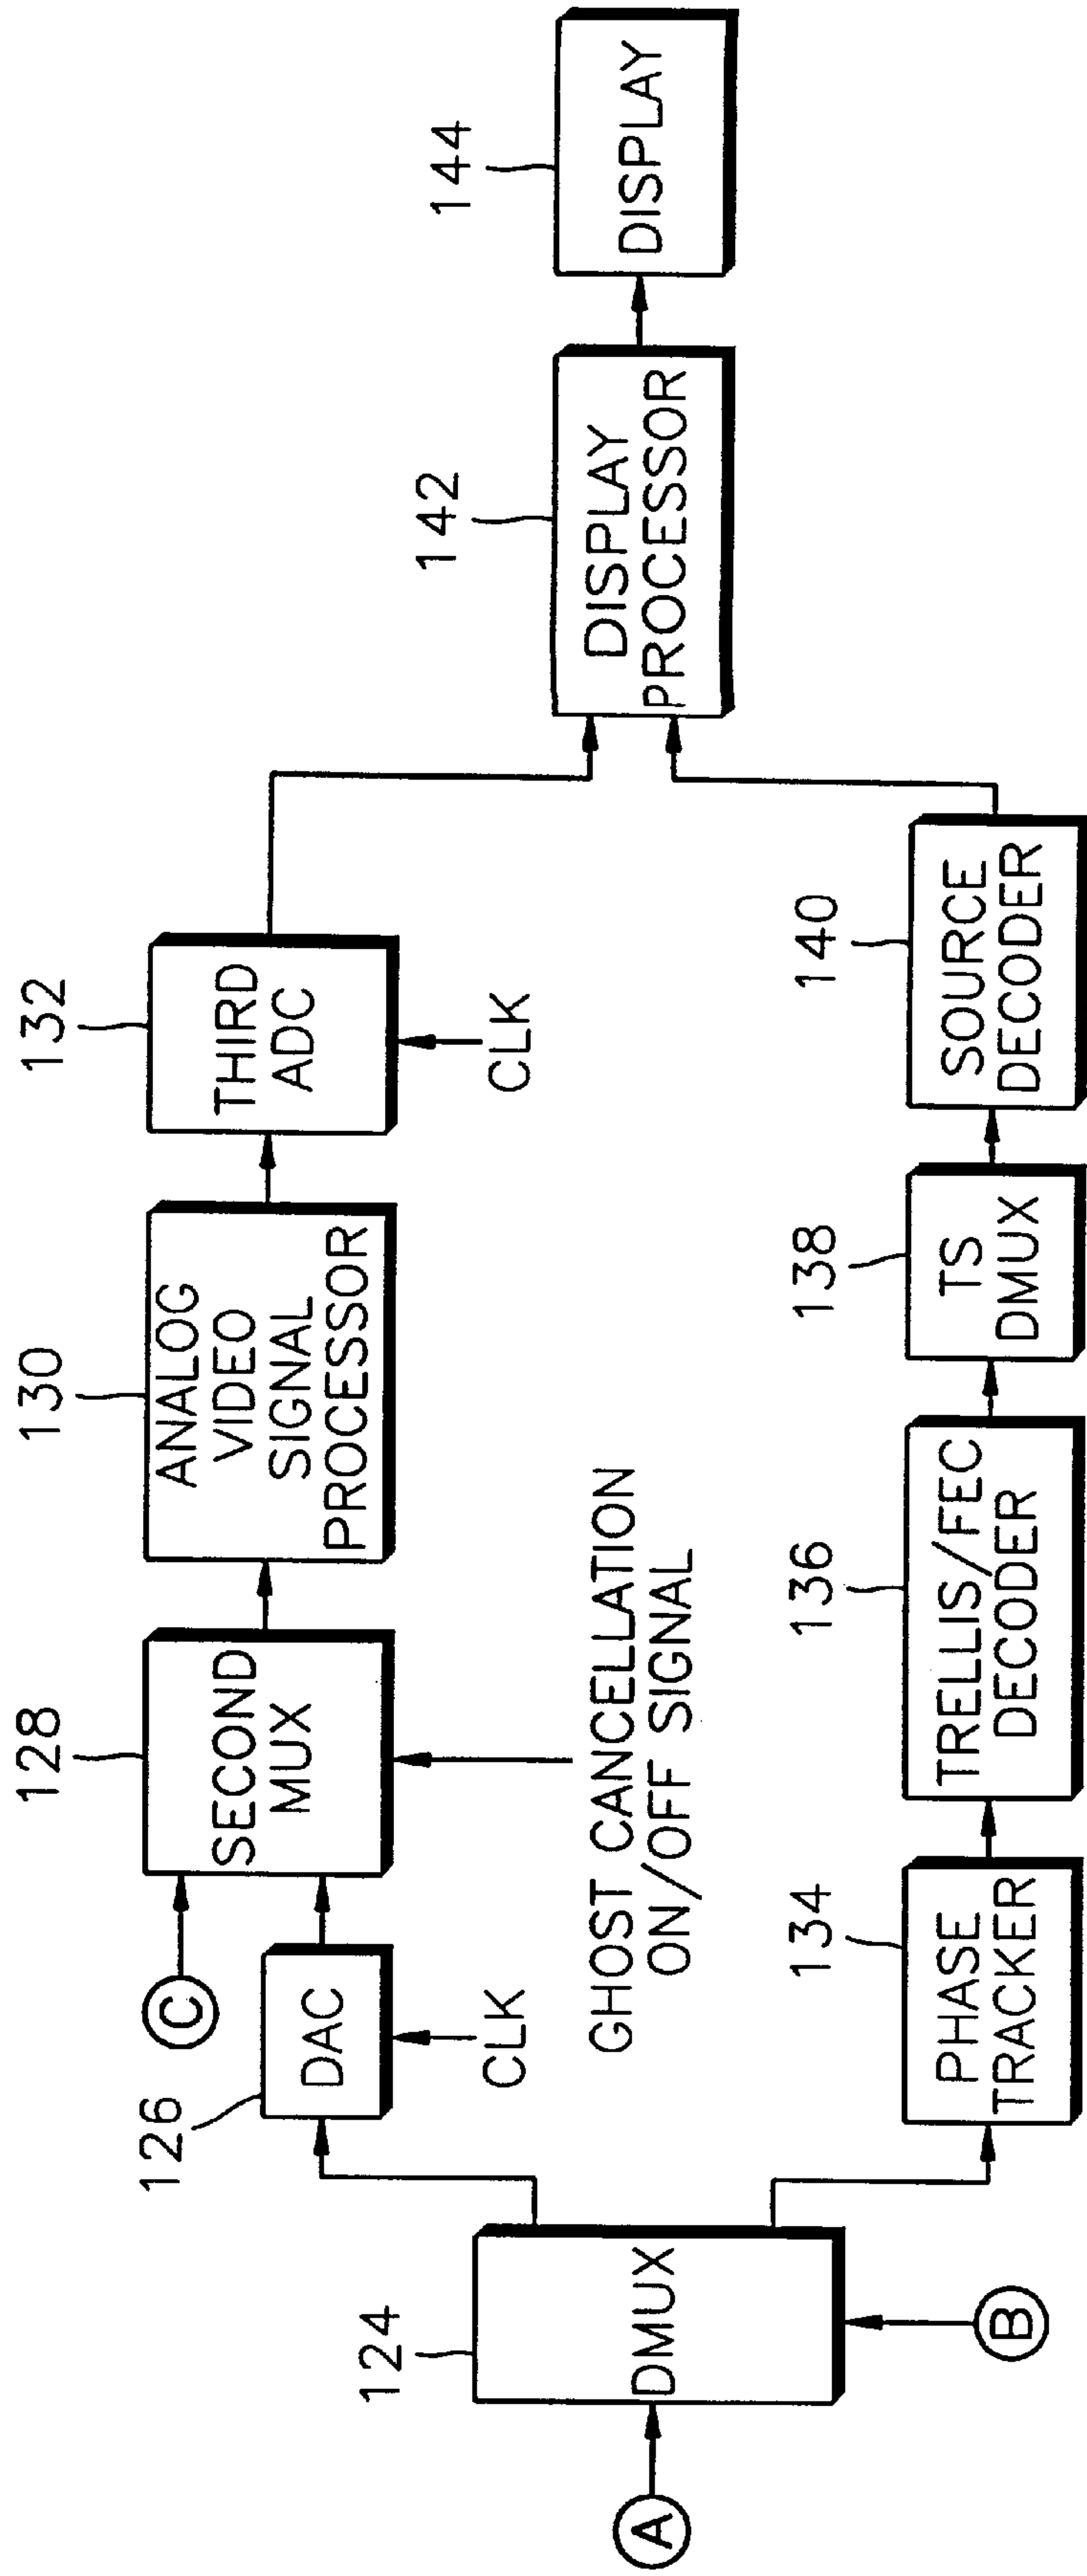 A
B
124
DMUX
126
DAC
CLK
C
128
SECOND
MUX
GHOST CANCELLATION
ON/OFF SIGNAL
130
ANALOG
VIDEO
SIGNAL
PROCESSOR
132
THIRD
ADC
CLK
134
PHASE
TRACKER
136
TRELLIS/FEC
DECODER
138
TS
DMUX
140
SOURCE
DECODER
142
DISPLAY
PROCESSOR
144
DISPLAY